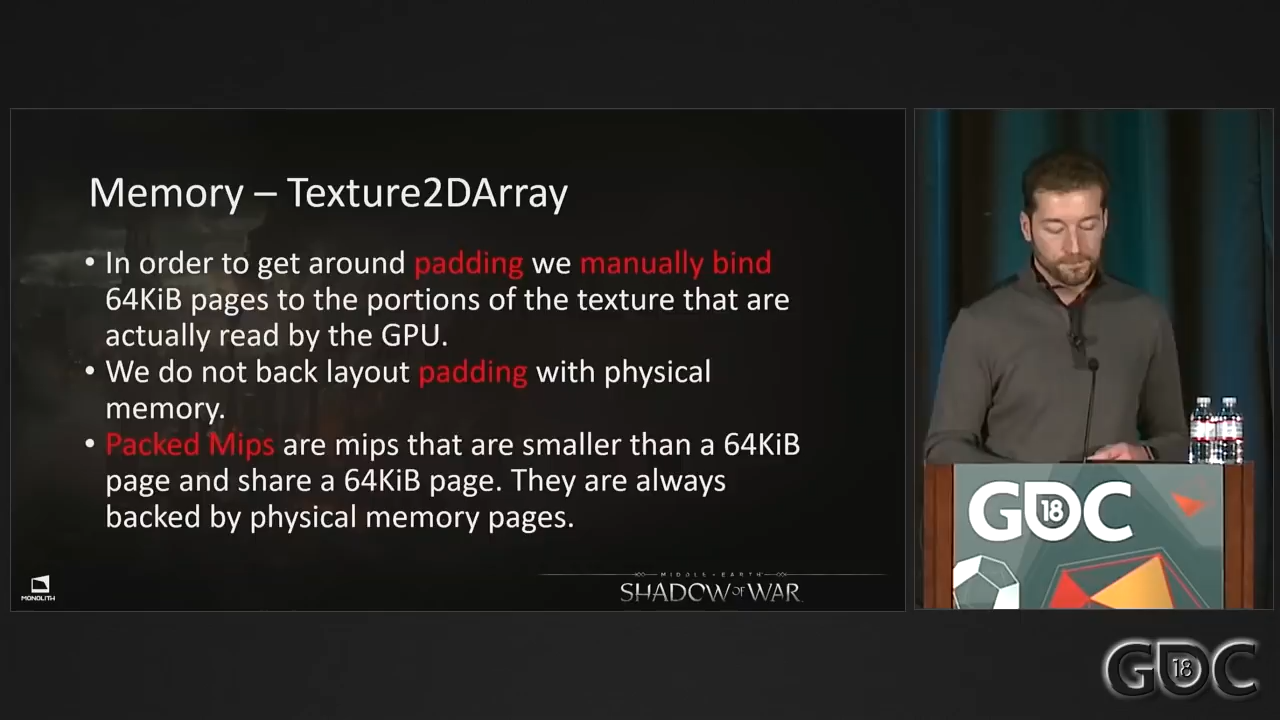 Memory – Texture2DArray
• In order to get around padding we manually bind
64KiB pages to the portions of the texture that are
actually read by the GPU.
• We do not back layout padding with physical
memory.
• Packed Mips are mips that are smaller than a 64KiB
page and share a 64KiB page. They are always
backed by physical memory pages.
MONOLITH
MIDDLE-EARTH
SHADOW OF WAR
GDC 18
GDC 18